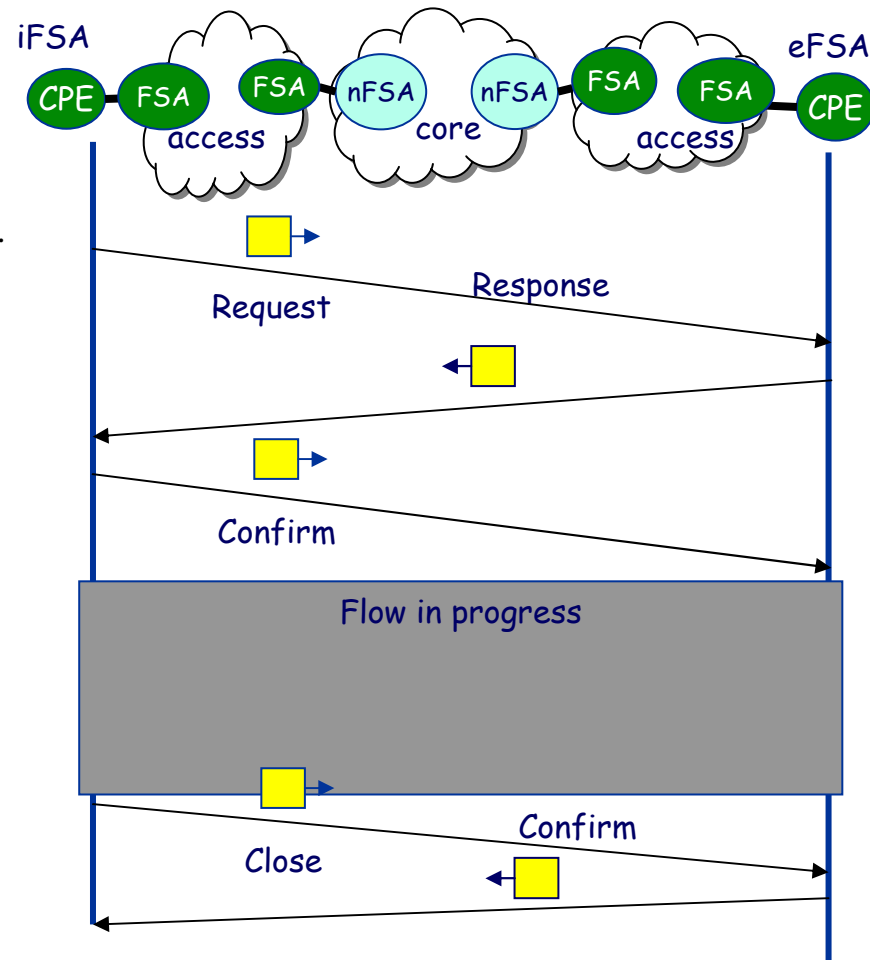 iFSA
eFSA
CPE
FSA
FSA
nFSA
nFSA
FSA
FSA
CPE
access
core
access
.
Response
Request
Confirm
Flow in progress
Confirm
Close